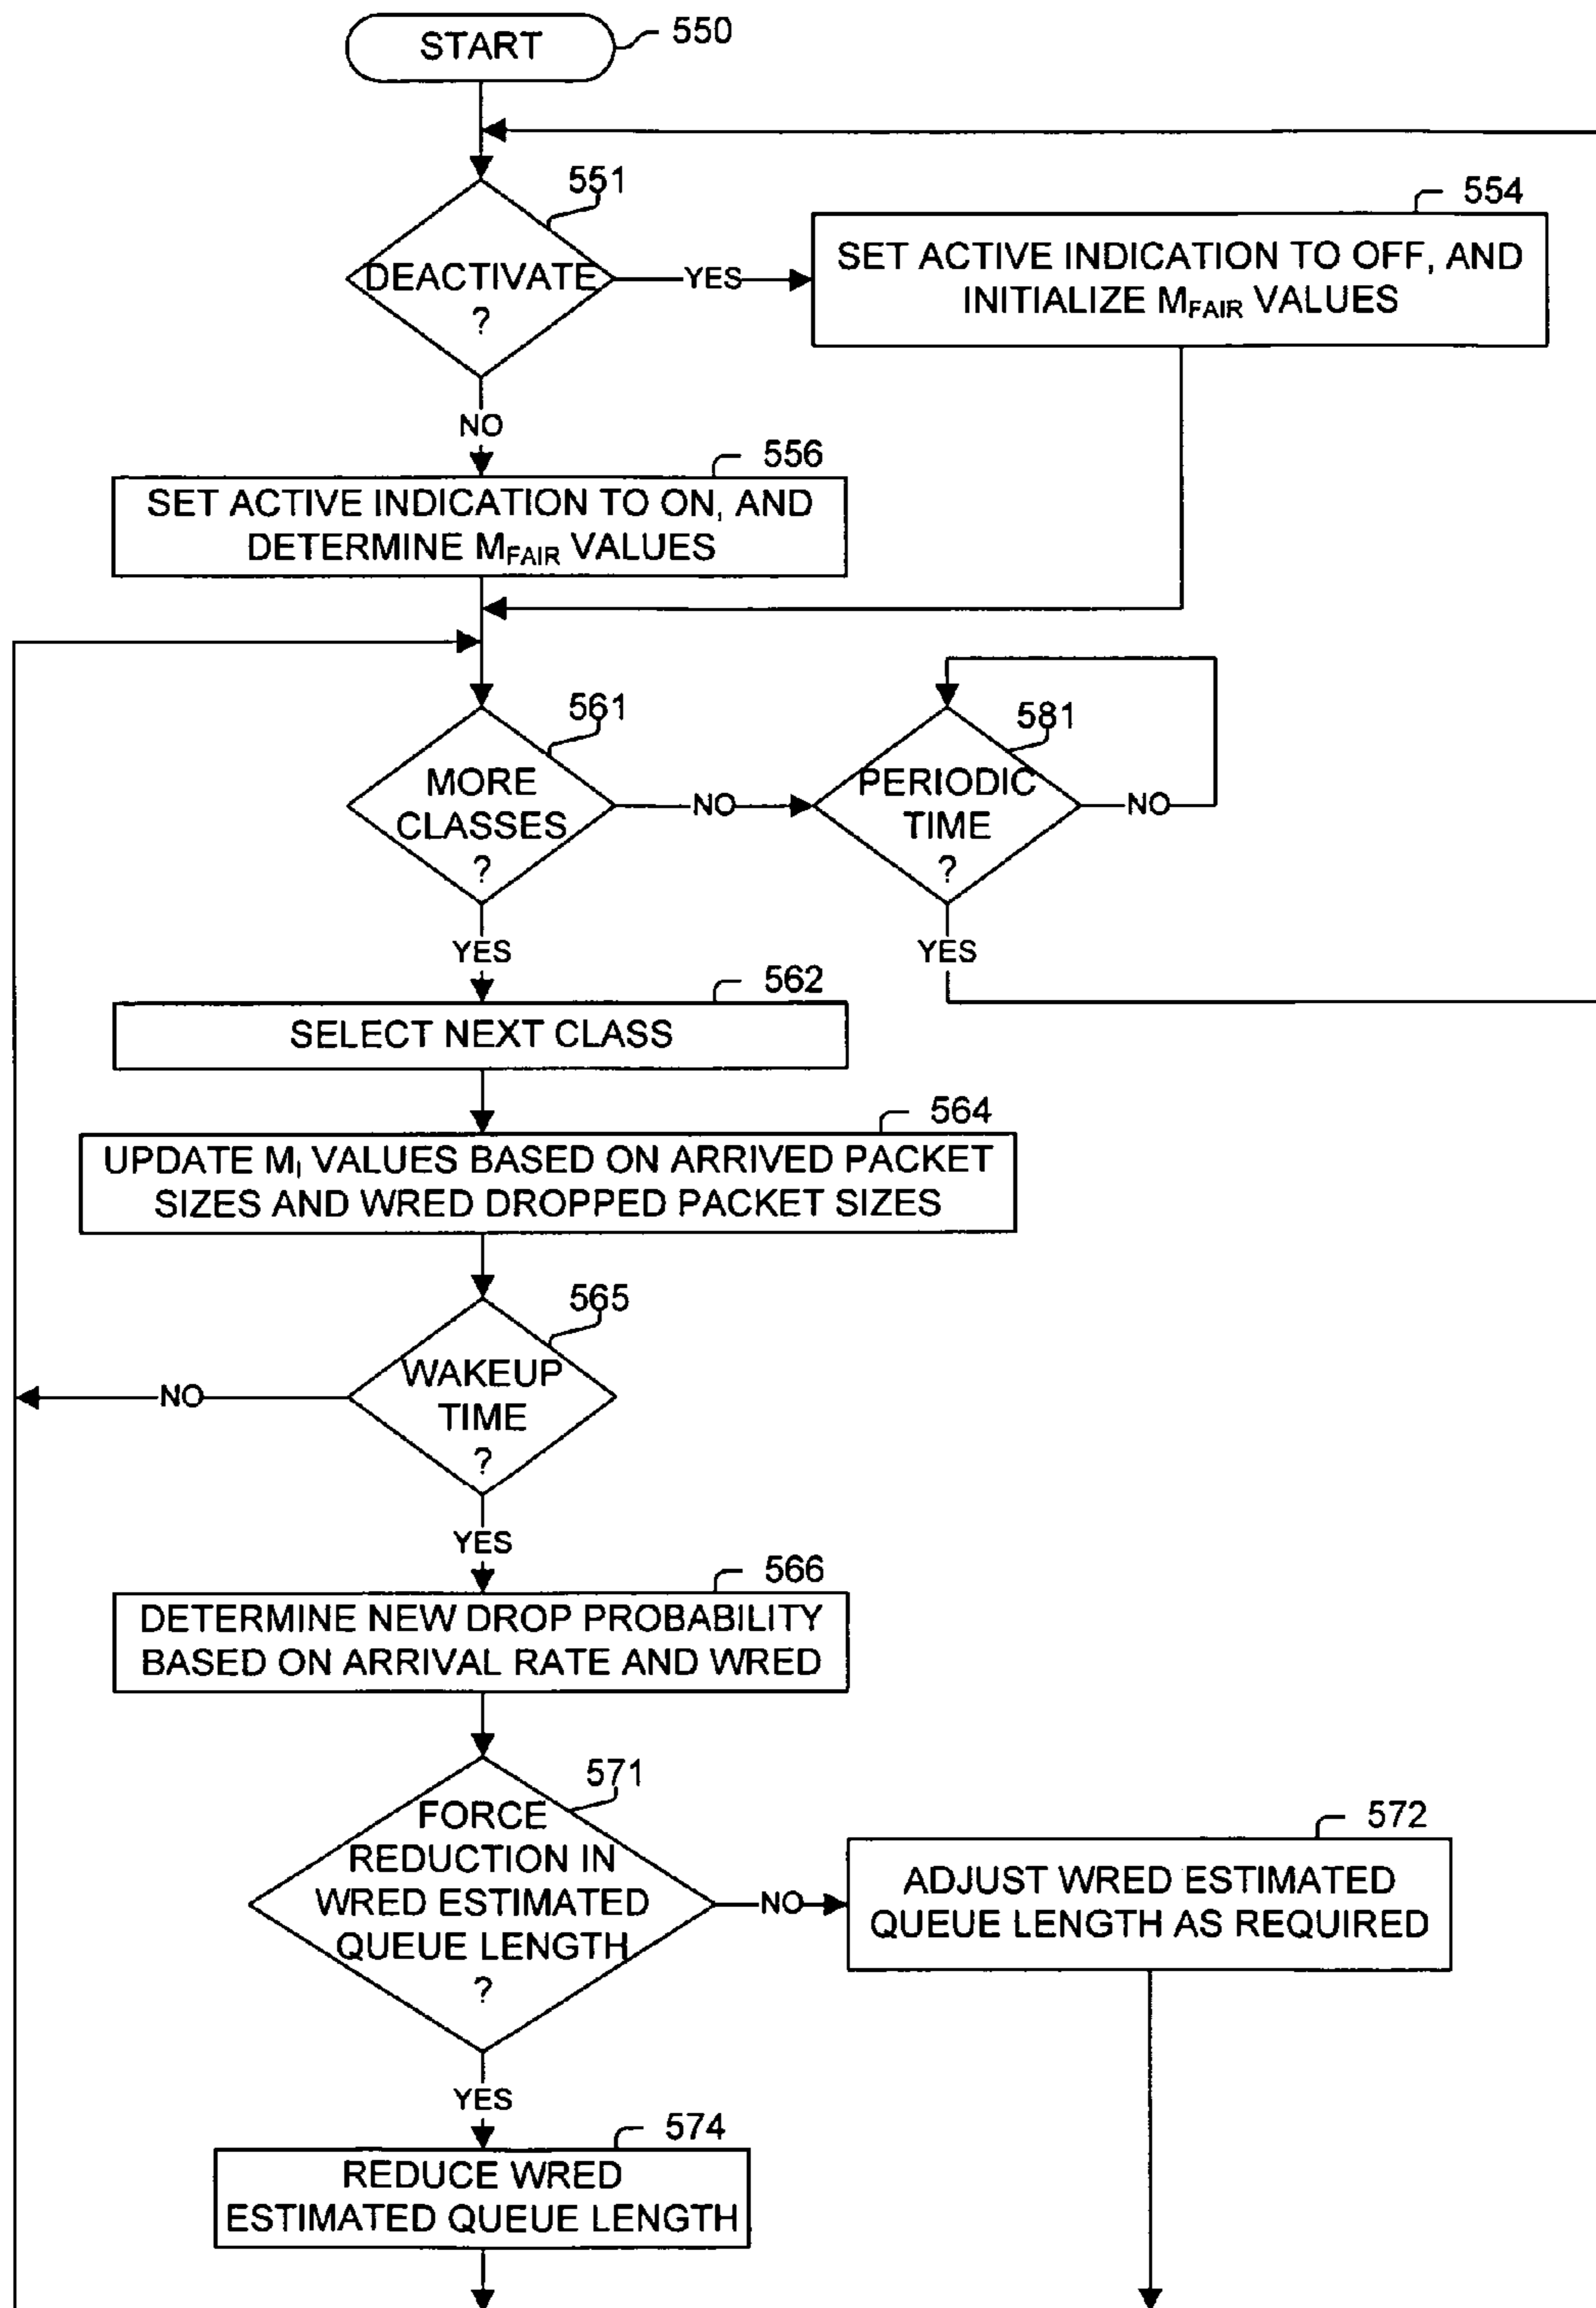 START
550
551
DEACTIVATE
?
YES
554
SET ACTIVE INDICATION TO OFF, AND
INITIALIZE MFAIR VALUES
NO
556
SET ACTIVE INDICATION TO ON, AND
DETERMINE MFAIR VALUES
561
MORE
CLASSES
?
NO
581
PERIODIC
TIME
?
NO
YES
YES
562
SELECT NEXT CLASS
564
UPDATE MI VALUES BASED ON ARRIVED PACKET
SIZES AND WRED DROPPED PACKET SIZES
565
WAKEUP
TIME
?
NO
YES
566
DETERMINE NEW DROP PROBABILITY
BASED ON ARRIVAL RATE AND WRED
571
FORCE
REDUCTION IN
WRED ESTIMATED
QUEUE LENGTH
?
NO
572
ADJUST WRED ESTIMATED
QUEUE LENGTH AS REQUIRED
YES
574
REDUCE WRED
ESTIMATED QUEUE LENGTH